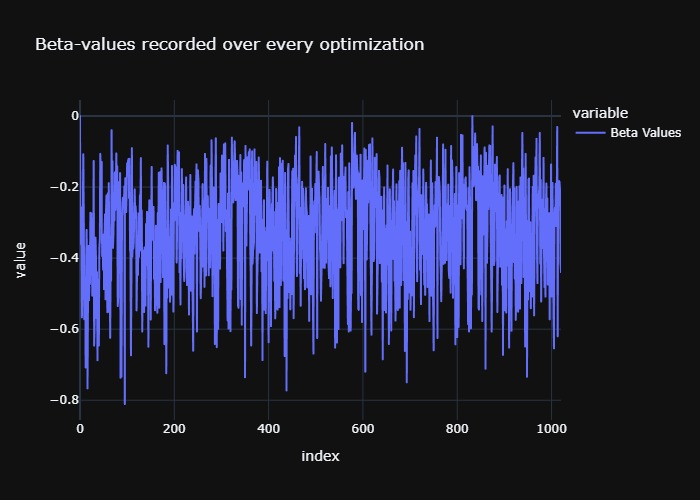 Beta-values recorded over every optimization
variable
Beta Values
value
0
−0.2
−0.4
−0.6
−0.8
0
200
400
600
800
1000
index